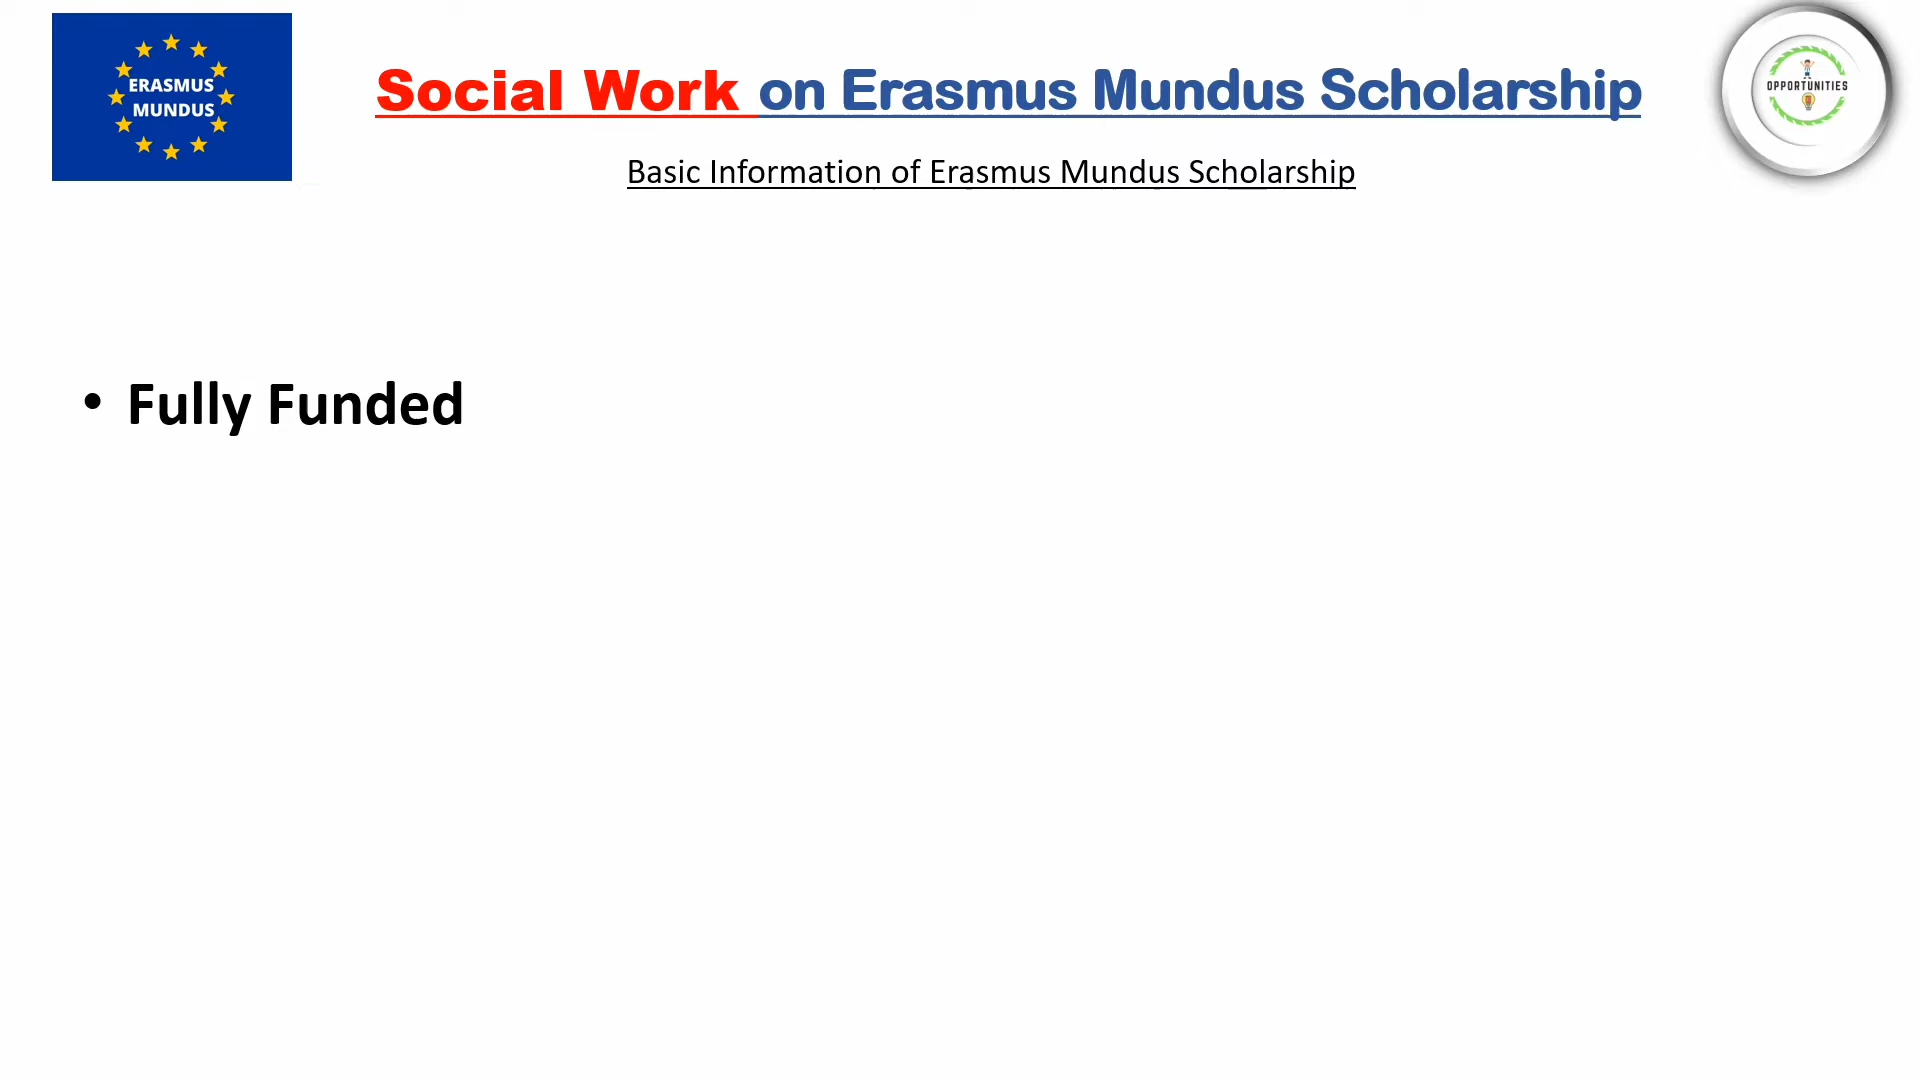 ERASMUS
MUNDUS
Social Work on Erasmus Mundus Scholarship
OPPORTUNITIES
Basic Information of Erasmus Mundus Scholarship
• Fully Funded